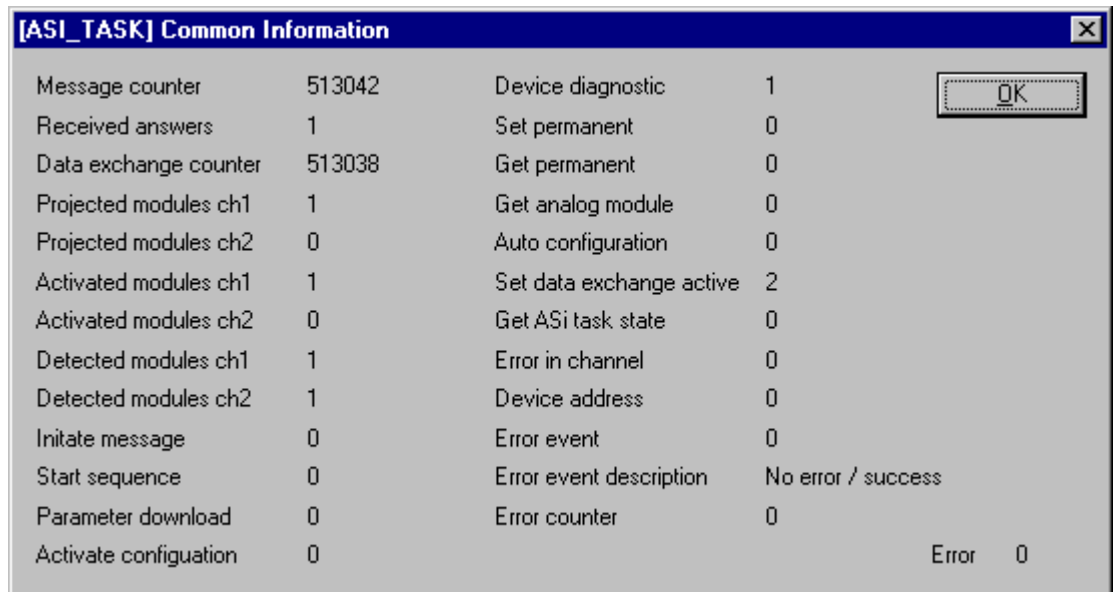 [ASI_TASK] Common Information
Message counter 513042 Device diagnostic 1 OK
Received answers 1 Set permanent 0
Data exchange counter 513038 Get permanent 0
Projected modules ch1 1 Get analog module 0
Projected modules ch2 0 Auto configuration 0
Activated modules ch1 1 Set data exchange active 2
Activated modules ch2 0 Get ASi task state 0
Detected modules ch1 1 Error in channel 0
Detected modules ch2 1 Device address 0
Initate message 0 Error event 0
Start sequence 0 Error event description No error / success
Parameter download 0 Error counter 0
Activate configuation 0 Error 0